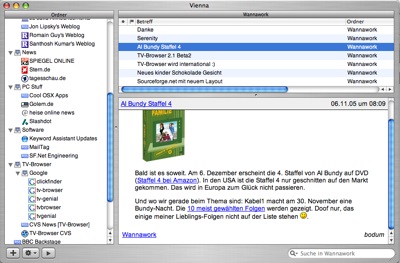 Vienna
Ordner
Jon Lipsky's Weblog
Romain Guy's Weblog
Santhosh Kumar's Weblog
News
SPIEGEL ONLINE
Stern.de
tagesschau.de
PC Stuff
Cool OSX Apps
Golem.de
heise online news
Slashdot
Software
Keyword Assistant Updates
MailTag
SF.Net Engineering
TV-Browser
Google
clickfinder
tv-browser
tv-genial
tvbrowser
tvgenial
CVS News [TV-Browser]
TV-Browser CVS
BBC Backstage
Wannawork
Betreff Ordner
Danke Wannawork
Serenity Wannawork
Al Bundy Staffel 4 Wannawork
TV-Browser 2.1 Beta2 Wannawork
TV-Browser wird international :) Wannawork
Neues kinder Schokolade Gesicht Wannawork
Sourceforge.net mit neuem Layout Wannawork
Al Bundy Staffel 4 06.11.05 um 08:09
FAMILIE
Bald ist es soweit. Am 6. Dezember erscheint die 4. Staffel von Al Bundy auf DVD
(Staffel 4 bei Amazon). In den USA ist die Staffel 4 nur geschnitten auf den Markt
gekommen. Das wird in Europa zum Glück nicht passieren.
Und wo wir gerade beim Thema sind: Kabel1 macht am 30. November eine
Bundy-Nacht. Die 10 meist gewählten Folgen werden gezeigt. Doof nur, das
einige meiner Lieblings-Folgen nicht auf der Liste stehen
Wannawork bodum
Suche in Wannawork